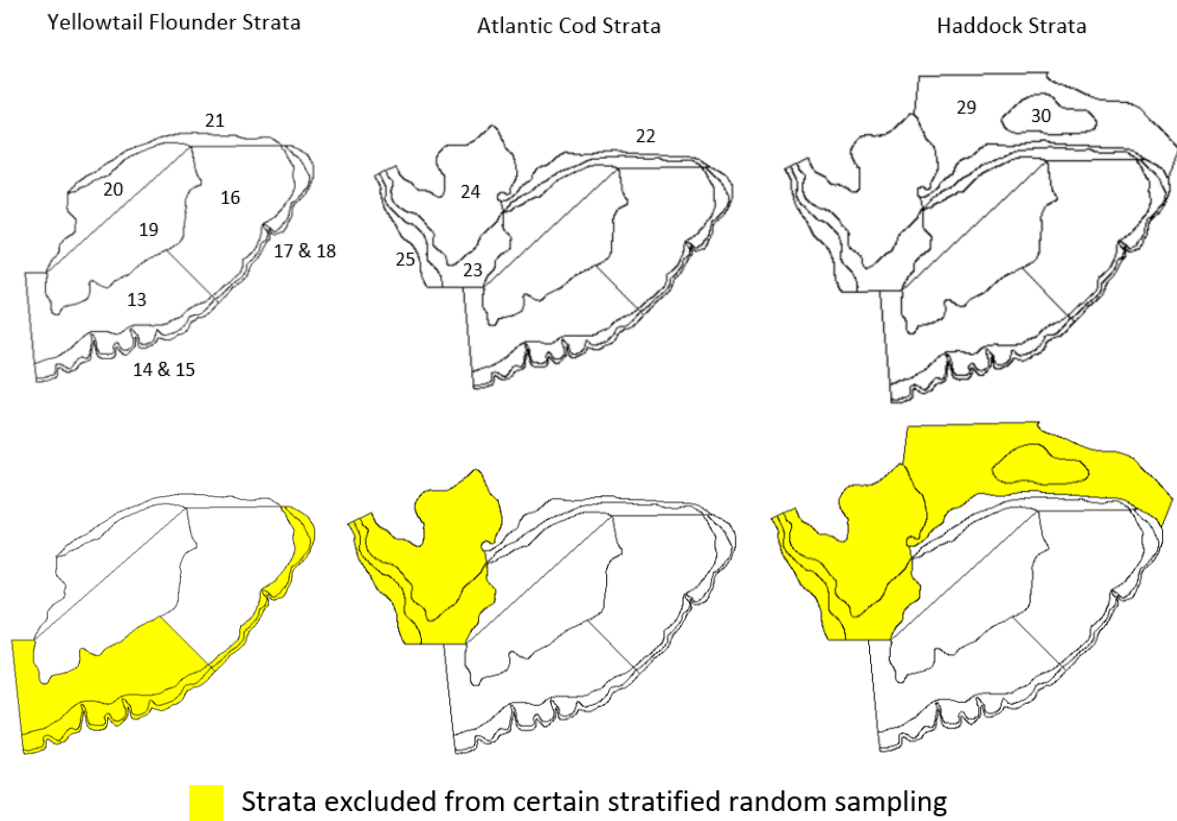 Yellowtail Flounder Strata
Atlantic Cod Strata
Haddock Strata
21
20
16
19
17 & 18
13
14 & 15
22
24
25
23
29
30
Strata excluded from certain stratified random sampling